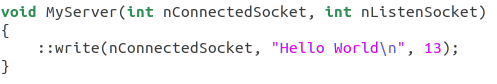 void MyServer(int nConnectedSocket, int nListenSocket)
{
    ::write(nConnectedSocket, "Hello World\n", 13);
}